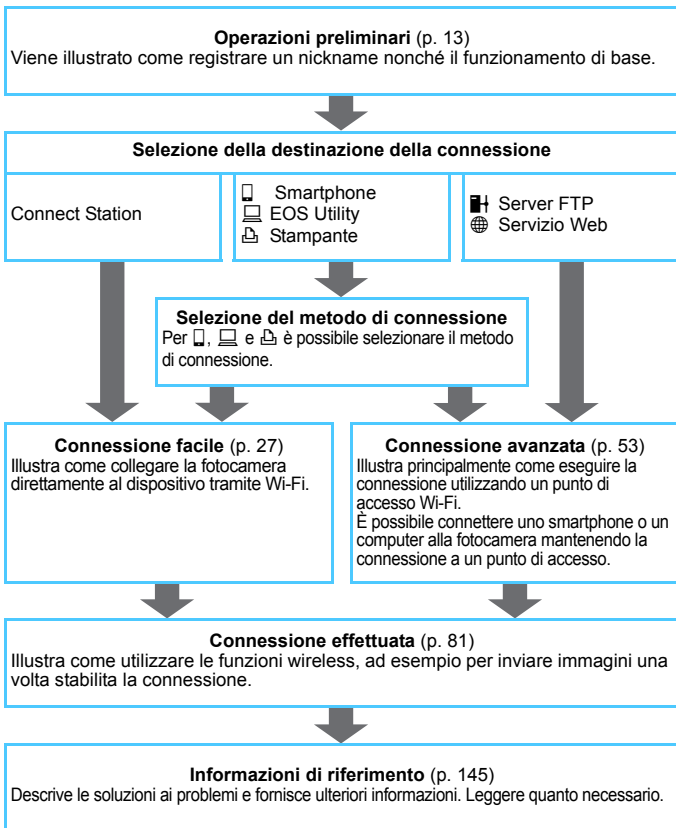 Operazioni preliminari (p. 13)
Viene illustrato come registrare un nickname nonché il funzionamento di base.
Selezione della destinazione della connessione
Connect Station
Smartphone
EOS Utility
Stampante
Server FTP
Servizio Web
Selezione del metodo di connessione
Per , e è possibile selezionare il metodo
di connessione.
Connessione facile (p. 27)
Illustra come collegare la fotocamera
direttamente al dispositivo tramite Wi-Fi.
Connessione avanzata (p. 53)
Illustra principalmente come eseguire la
connessione utilizzando un punto di
accesso Wi-Fi.
È possibile connettere uno smartphone o un
computer alla fotocamera mantenendo la
connessione a un punto di accesso.
Connessione effettuata (p. 81)
Illustra come utilizzare le funzioni wireless, ad esempio per inviare immagini una
volta stabilita la connessione.
Informazioni di riferimento (p. 145)
Descrive le soluzioni ai problemi e fornisce ulteriori informazioni. Leggere quanto necessario.